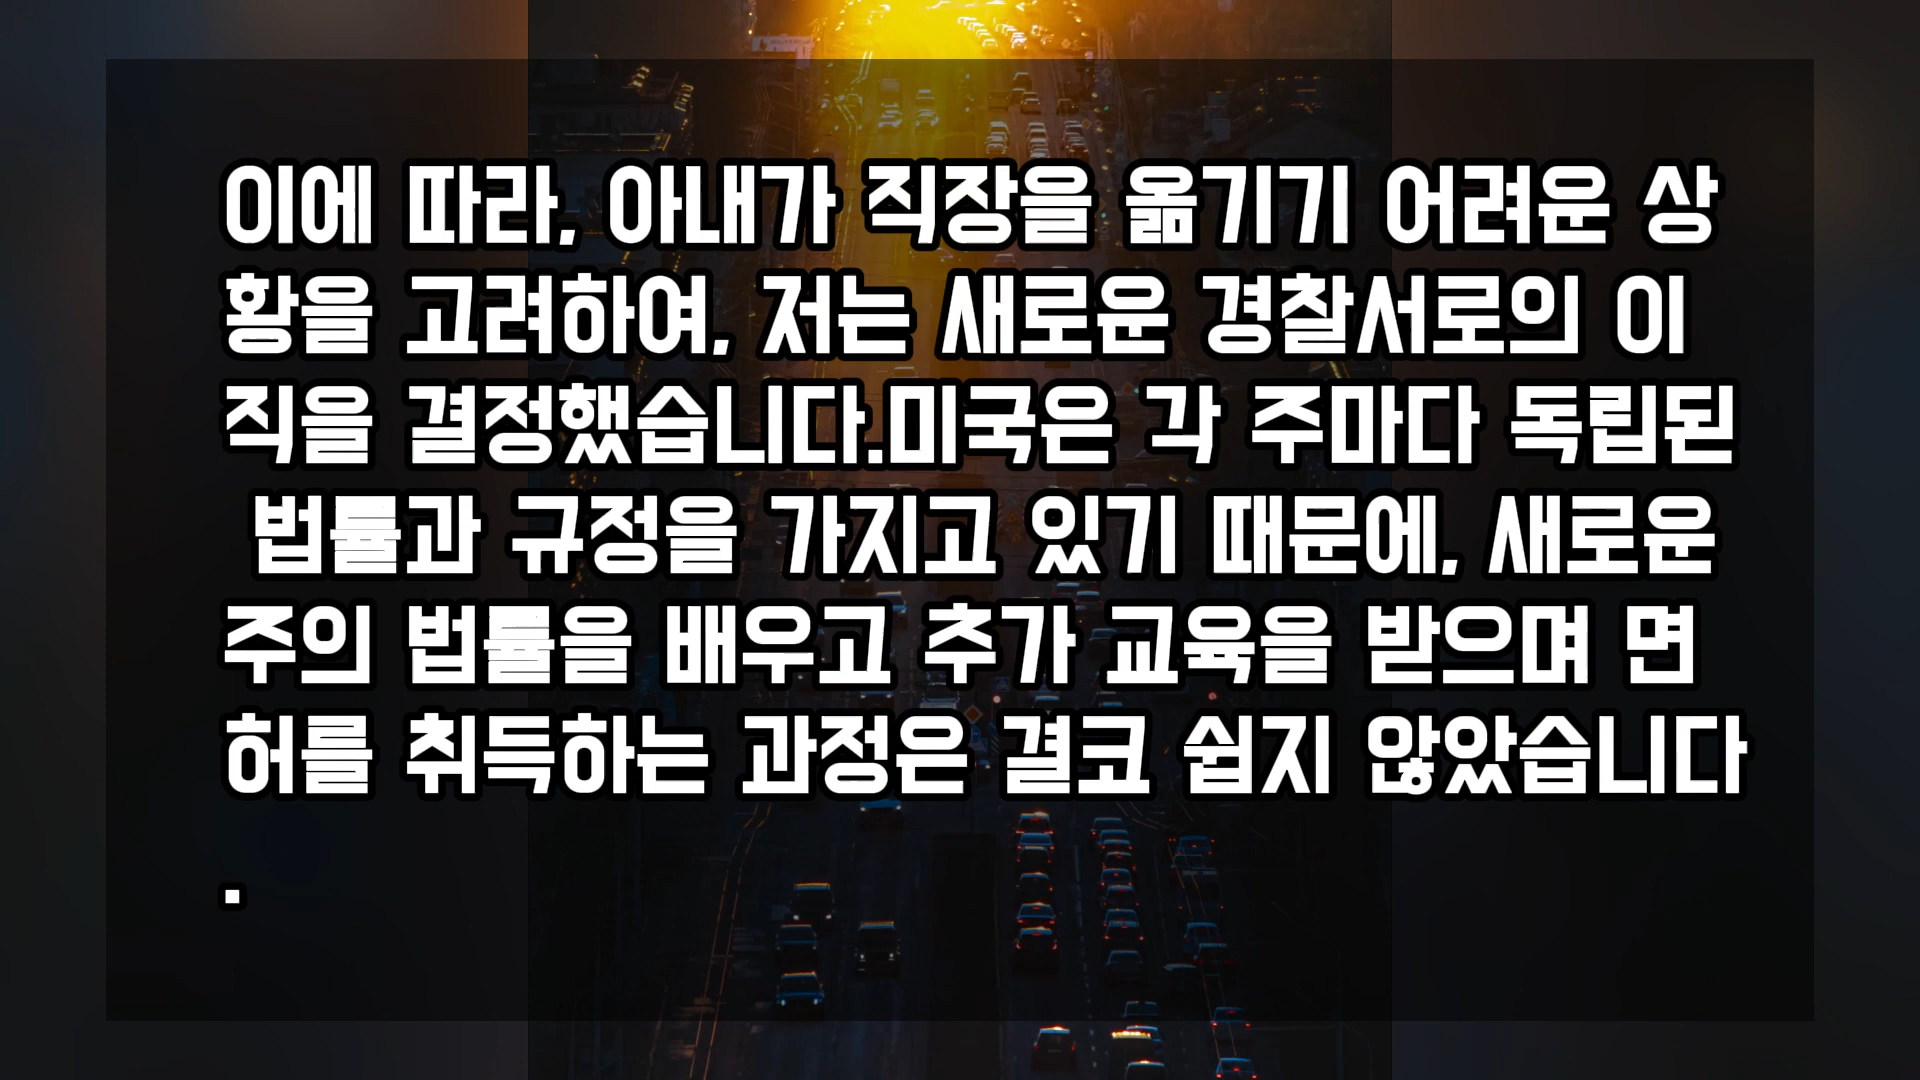 이에 따라, 아내가 직장을 옮기기 어려운 상
황을 고려하여, 저는 새로운 경찰서로의 이
직을 결정했습니다.미국은 각 주마다 독립된
법률과 규정을 가지고 있기 때문에, 새로운
주의 법률을 배우고 추가 교육을 받으며 면
허를 취득하는 과정은 결코 쉽지 않았습니다
.